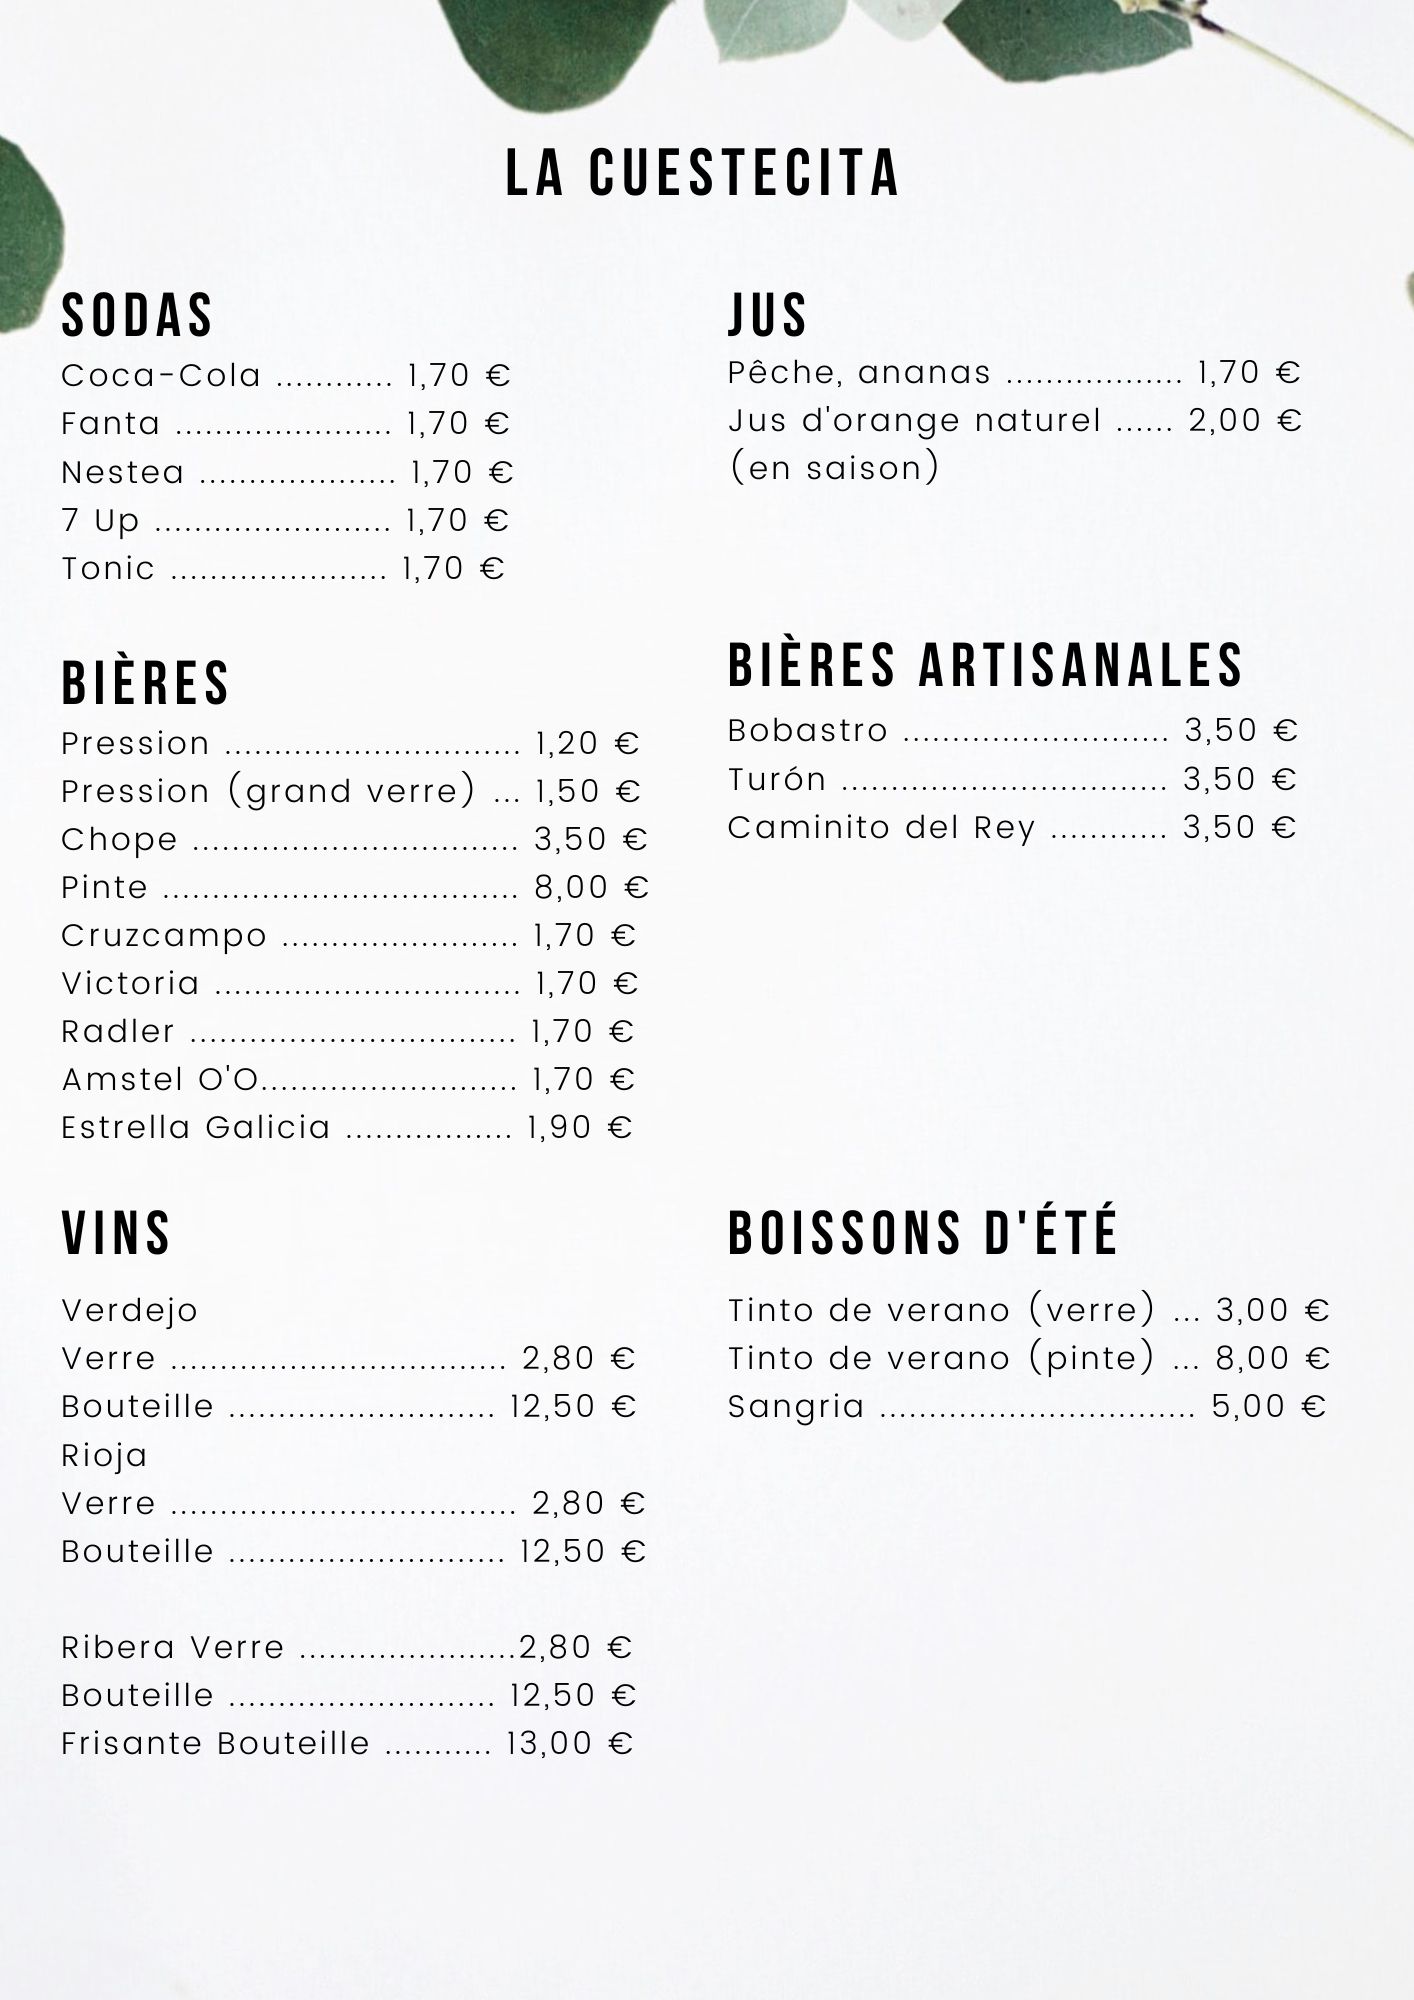 LA CUESTECITA
SODAS
Coca-Cola ............ 1,70 €
Fanta ...................... 1,70 €
Nestea .................... 1,70 €
7 Up ........................ 1,70 €
Tonic ...................... 1,70 €
JUS
Pêche, ananas .................. 1,70 €
Jus d'orange naturel ...... 2,00 €
(en saison)
BIÈRES
Pression .............................. 1,20 €
Pression (grand verre) ... 1,50 €
Chope ................................. 3,50 €
Pinte .................................... 8,00 €
Cruzcampo ........................ 1,70 €
Victoria ............................... 1,70 €
Radler ................................. 1,70 €
Amstel O'O.......................... 1,70 €
Estrella Galicia ................. 1,90 €
BIÈRES ARTISANALES
Bobastro ........................... 3,50 €
Turón ................................. 3,50 €
Caminito del Rey ............ 3,50 €
VINS
Verdejo
Verre .................................. 2,80 €
Bouteille ........................... 12,50 €
Rioja
Verre ................................... 2,80 €
Bouteille ............................ 12,50 €
Ribera Verre ......................2,80 €
Bouteille ........................... 12,50 €
Frisante Bouteille ........... 13,00 €
BOISSONS D'ÉTÉ
Tinto de verano (verre) ... 3,00 €
Tinto de verano (pinte) ... 8,00 €
Sangria ................................ 5,00 €